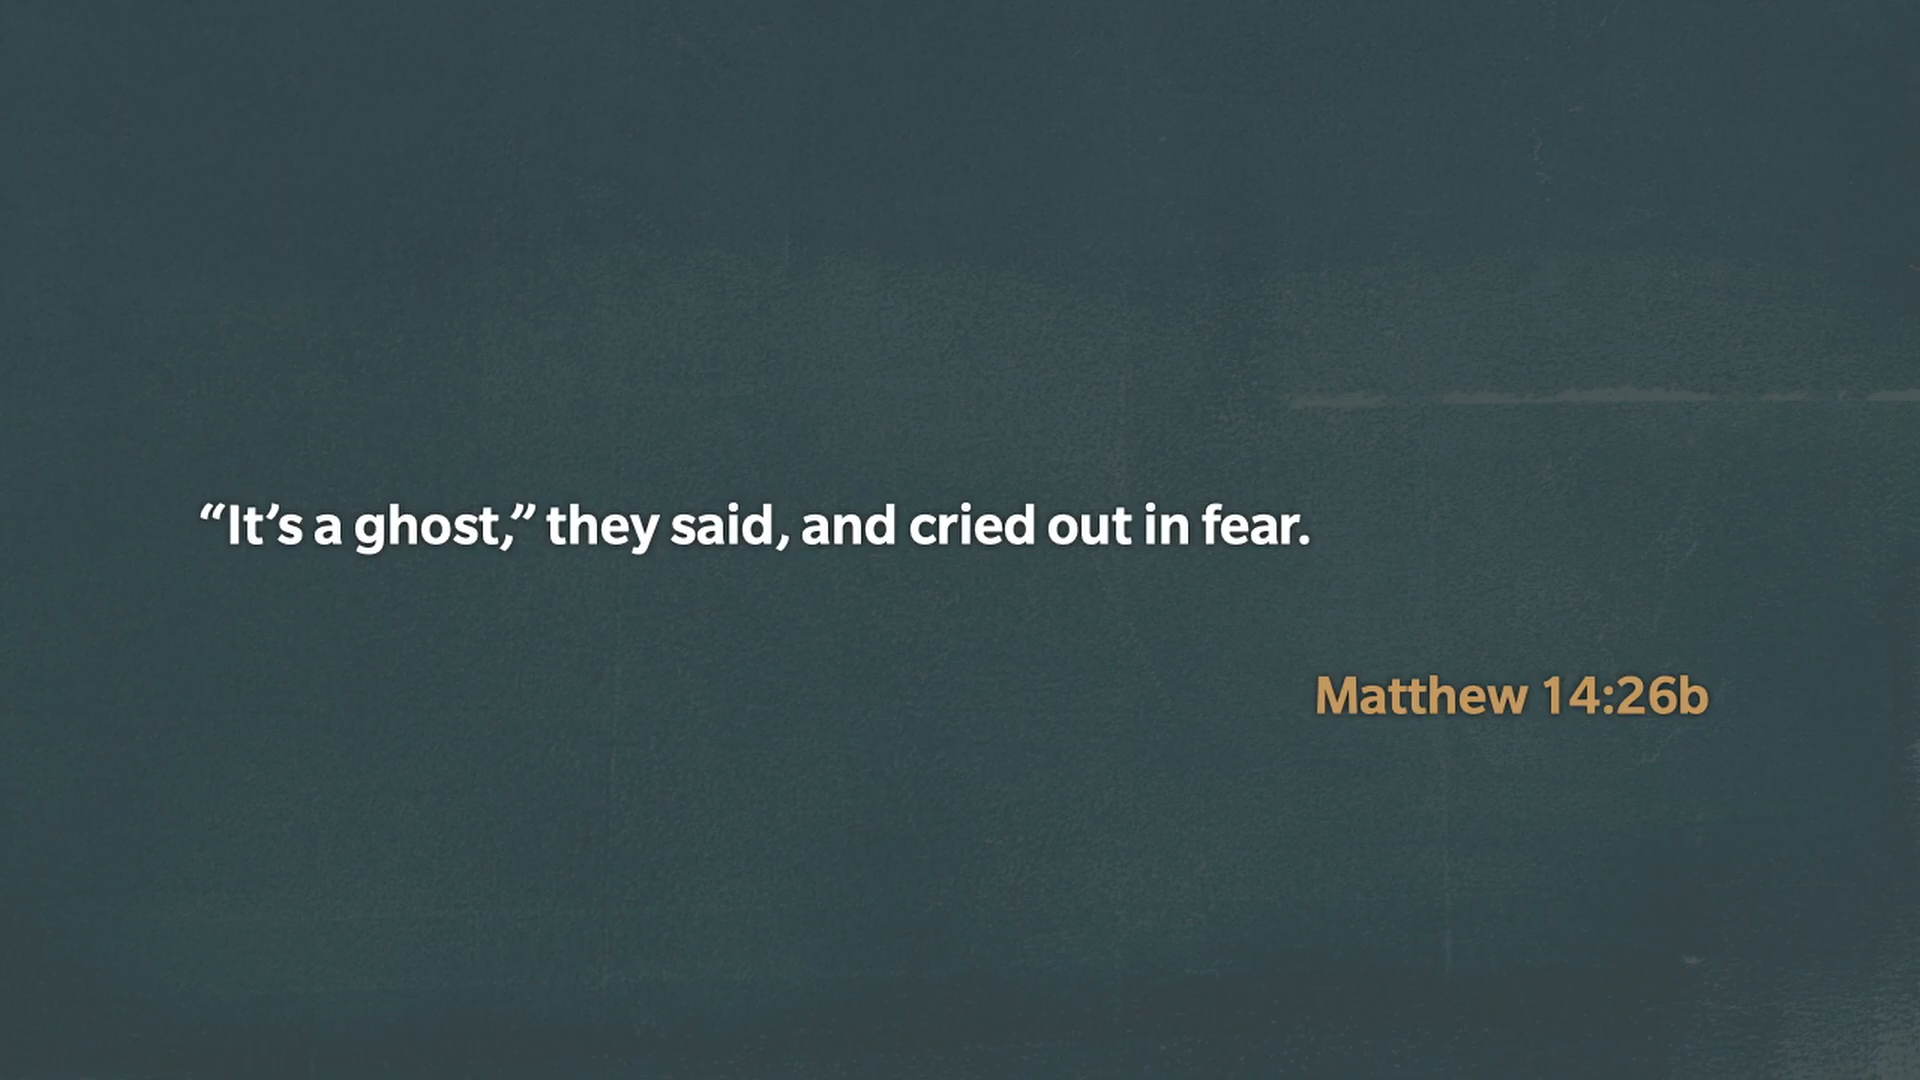 “It’s a ghost,” they said, and cried out in fear.
Matthew 14:26b